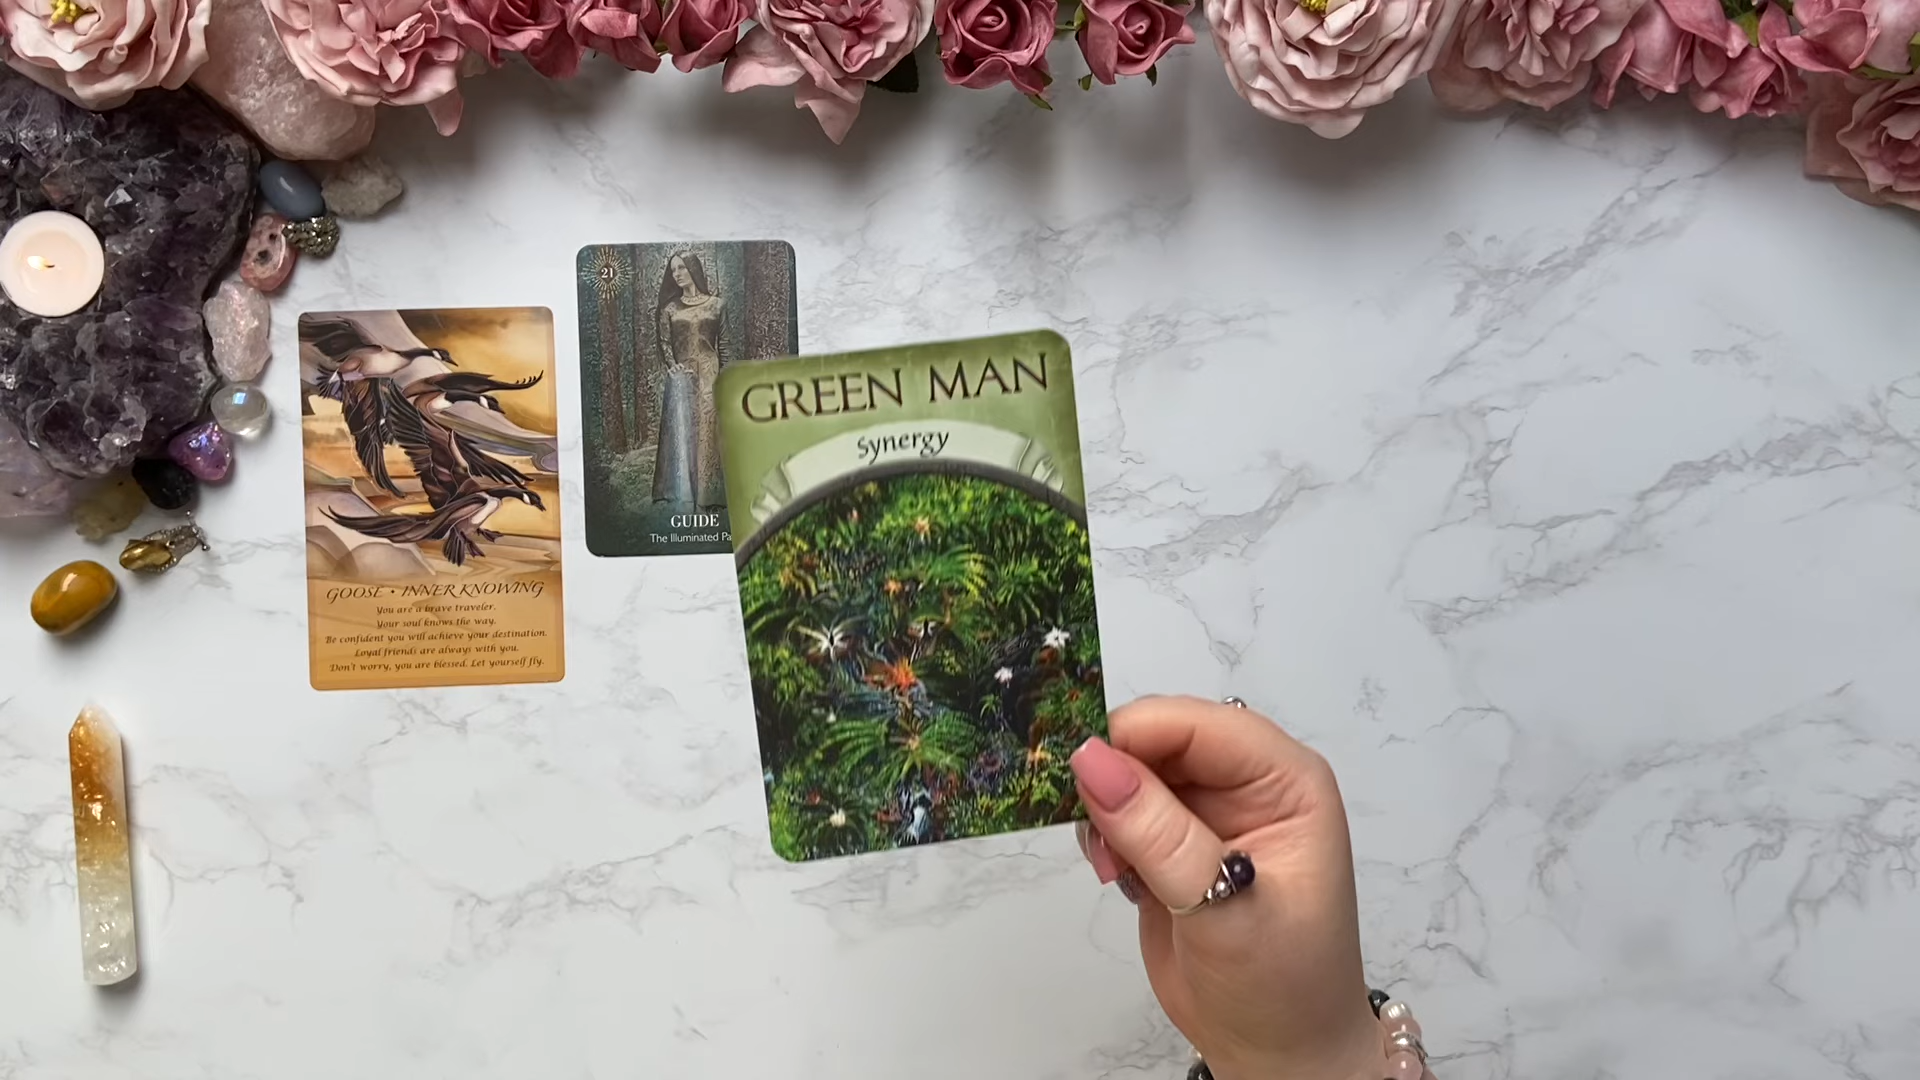 GOOSE • INNER KNOWING
You are a brave traveler.
Your soul knows the way.
Be confident you will achieve your destination.
Loyal friends are always with you.
Don't worry, you are blessed. Let yourself fly.
21
GUIDE
The Illuminated
GREEN MAN
Synergy